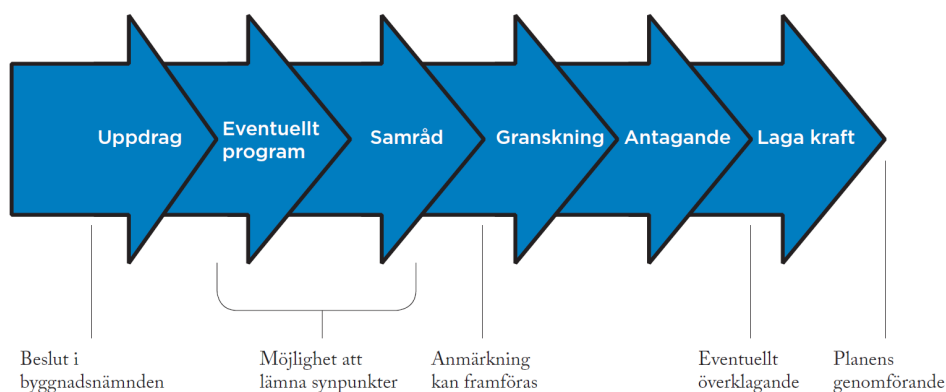 Uppdrag
Eventuellt
program
Samråd
Granskning
Antagande
Laga kraft
Beslut i
byggnadsnämnden
Möjlighet att
lämna synpunkter
Anmärkning
kan framföras
Eventuellt
överklagande
Planens
genomförande